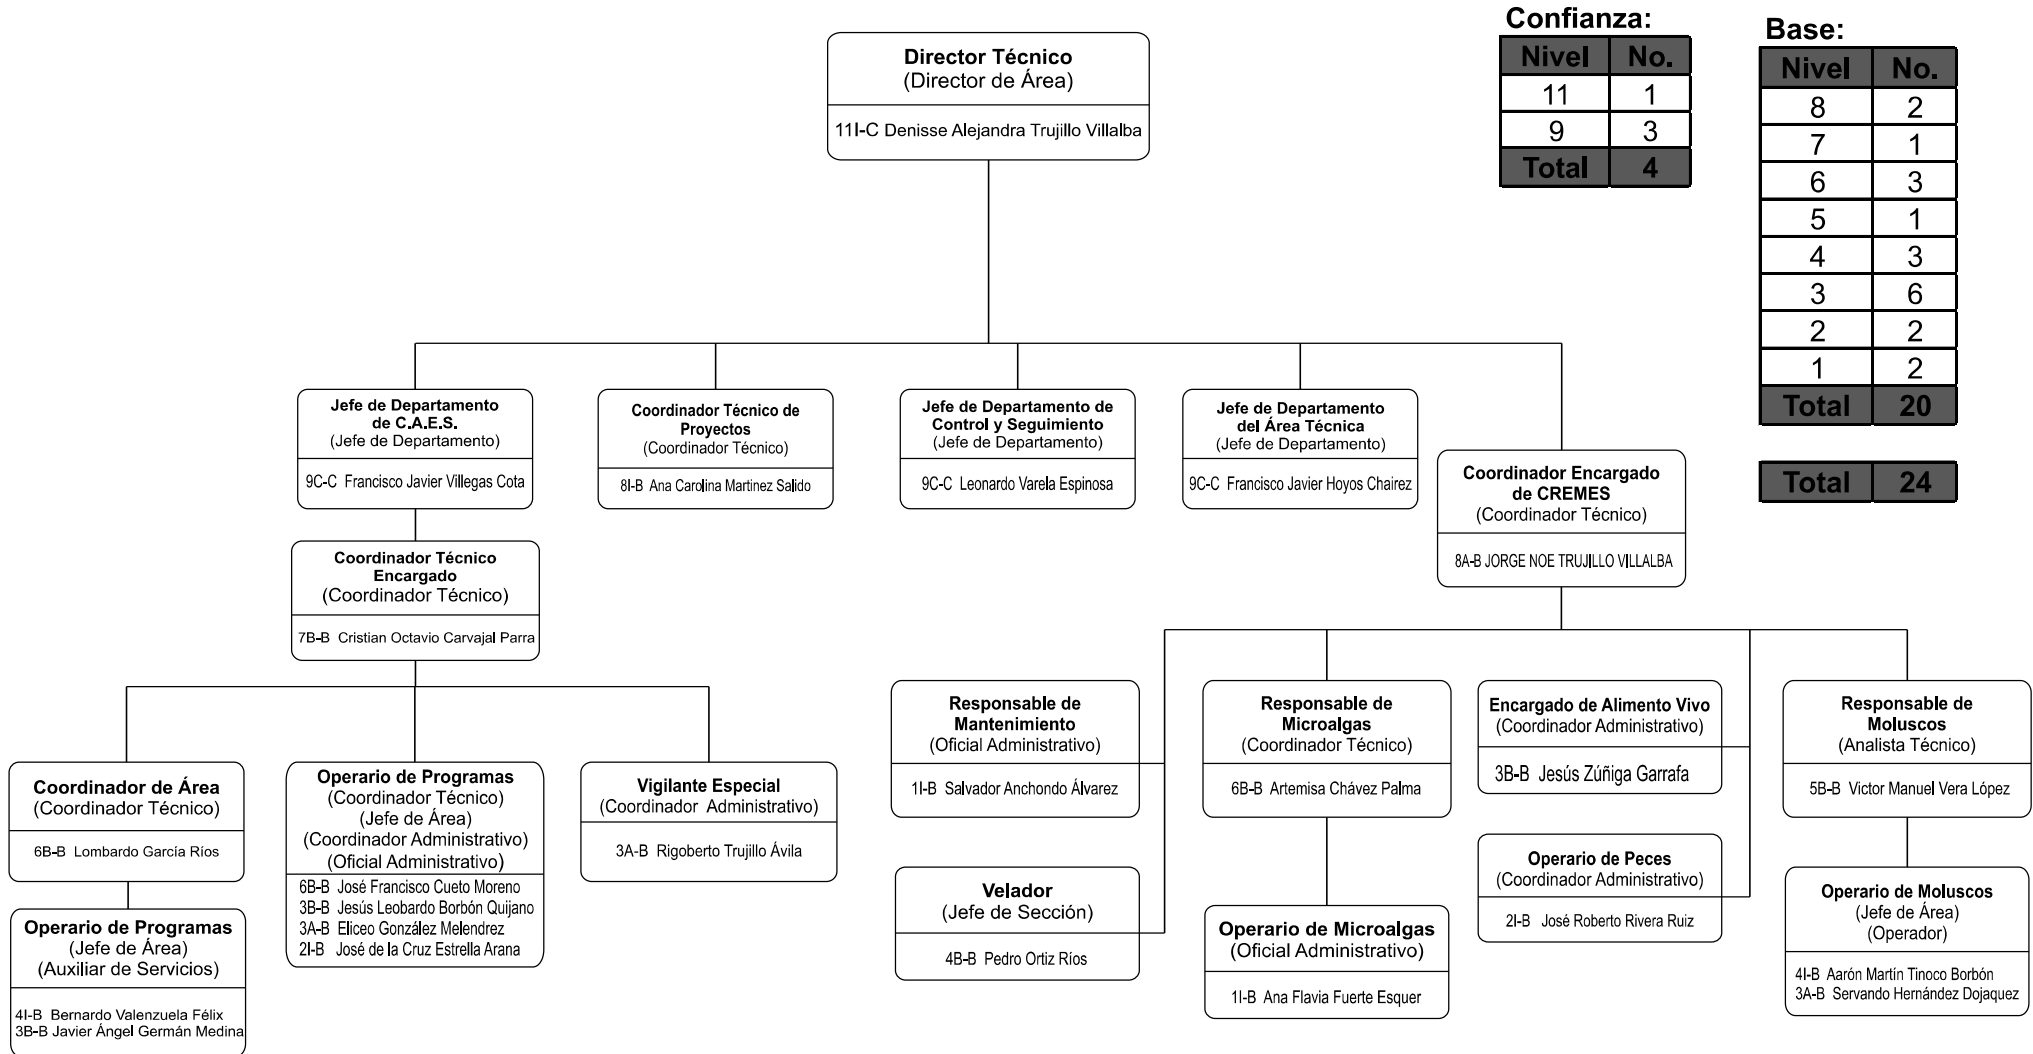 Director Técnico
(Director de Área)
11I-C Denisse Alejandra Trujillo Villalba
Confianza:
Nivel No.
11 1
9 3
Total 4
Base:
Nivel No.
8 2
7 1
6 3
5 1
4 3
3 6
2 2
1 2
Total 20
Total 24
Jefe de Departamento
de C.A.E.S.
(Jefe de Departamento)
9C-C Francisco Javier Villegas Cota
Coordinador Técnico de
Proyectos
(Coordinador Técnico)
8I-B Ana Carolina Martinez Salido
Jefe de Departamento de
Control y Seguimiento
(Jefe de Departamento)
9C-C Leonardo Varela Espinosa
Jefe de Departamento
del Área Técnica
(Jefe de Departamento)
9C-C Francisco Javier Hoyos Chairez
Coordinador Encargado
de CREMES
(Coordinador Técnico)
8A-B JORGE NOE TRUJILLO VILLALBA
Coordinador Técnico
Encargado
(Coordinador Técnico)
7B-B Cristian Octavio Carvajal Parra
Coordinador de Área
(Coordinador Técnico)
6B-B Lombardo García Ríos
Operario de Programas
(Jefe de Área)
(Auxiliar de Servicios)
4I-B Bernardo Valenzuela Félix
3B-B Javier Ángel Germán Medina
Operario de Programas
(Coordinador Técnico)
(Jefe de Área)
(Coordinador Administrativo)
(Oficial Administrativo)
6B-B José Francisco Cueto Moreno
3B-B Jesús Leobardo Borbón Quijano
3A-B Eliceo González Melendrez
2I-B José de la Cruz Estrella Arana
Vigilante Especial
(Coordinador Administrativo)
3A-B Rigoberto Trujillo Ávila
Responsable de
Mantenimiento
(Oficial Administrativo)
1I-B Salvador Anchondo Álvarez
Velador
(Jefe de Sección)
4B-B Pedro Ortiz Ríos
Responsable de
Microalgas
(Coordinador Técnico)
6B-B Artemisa Chávez Palma
Operario de Microalgas
(Oficial Administrativo)
1I-B Ana Flavia Fuerte Esquer
Encargado de Alimento Vivo
(Coordinador Administrativo)
3B-B Jesús Zúñiga Garrafa
Operario de Peces
(Coordinador Administrativo)
2I-B José Roberto Rivera Ruiz
Responsable de
Moluscos
(Analista Técnico)
5B-B Victor Manuel Vera López
Operario de Moluscos
(Jefe de Área)
(Operador)
4I-B Aarón Martín Tinoco Borbón
3A-B Servando Hernández Dojaquez